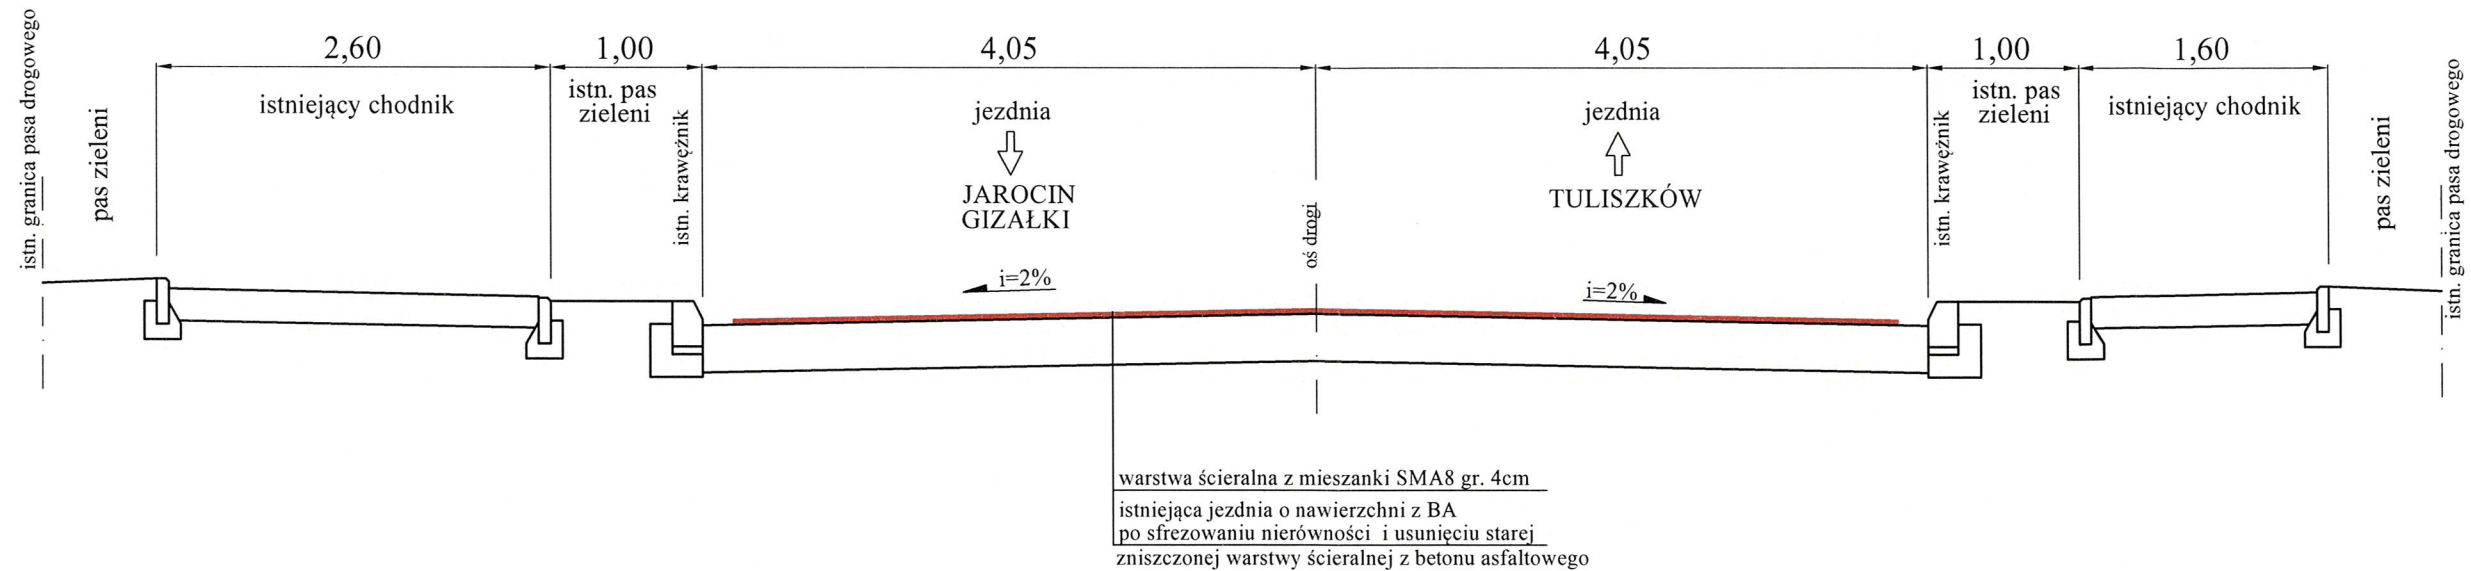 2,60
1,00
4,05
4,05
1,00
1,60
istn. granica pasa drogowego
pas zieleni
istniejący chodnik
istn. pas
zieleni
istn. krawężnik
jezdnia
JAROCIN
GIZAŁKI
i=2%
oś drogi
jezdnia
TULISZKÓW
i=2%
istn. krawężnik
istn. pas
zieleni
istniejący chodnik
pas zieleni
istn. granica pasa drogowego
warstwa ścieralna z mieszanki SMA8 gr. 4cm
istniejąca jezdnia o nawierzchni z BA
po sfrezowaniu nierówności i usunięciu starej
zniszczonej warstwy ścieralnej z betonu asfaltowego